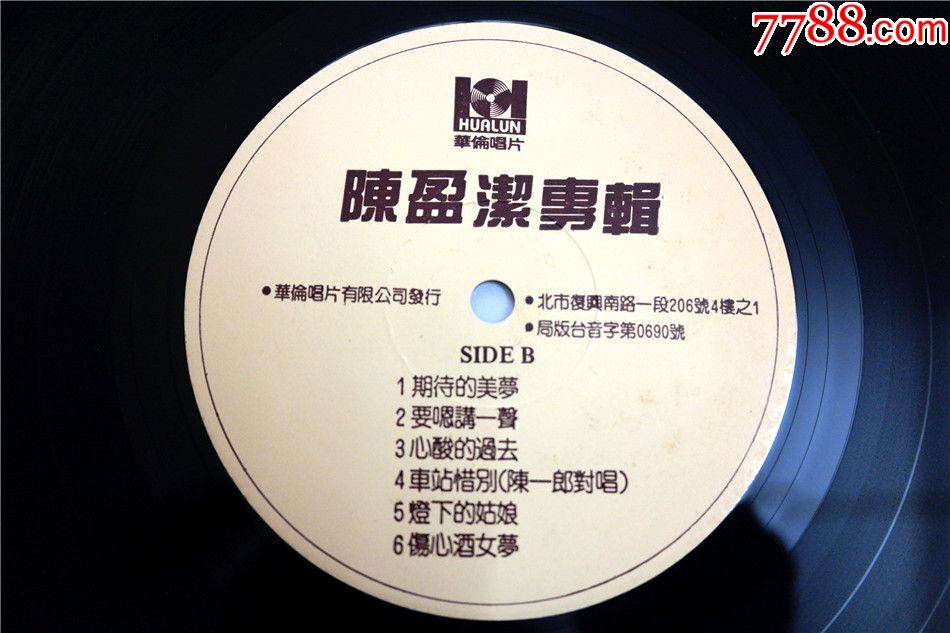 7788.com
HUALUN
華倫唱片
陳盈潔專輯
•華倫唱片有限公司發行
•北市復興南路一段206號4樓之1
•局版台音字第0690號
SIDE B
1 期待的美夢
2 要嗯講一聲
3 心酸的過去
4 車站惜別(陳一郎對唱)
5 燈下的姑娘
6 傷心酒女夢